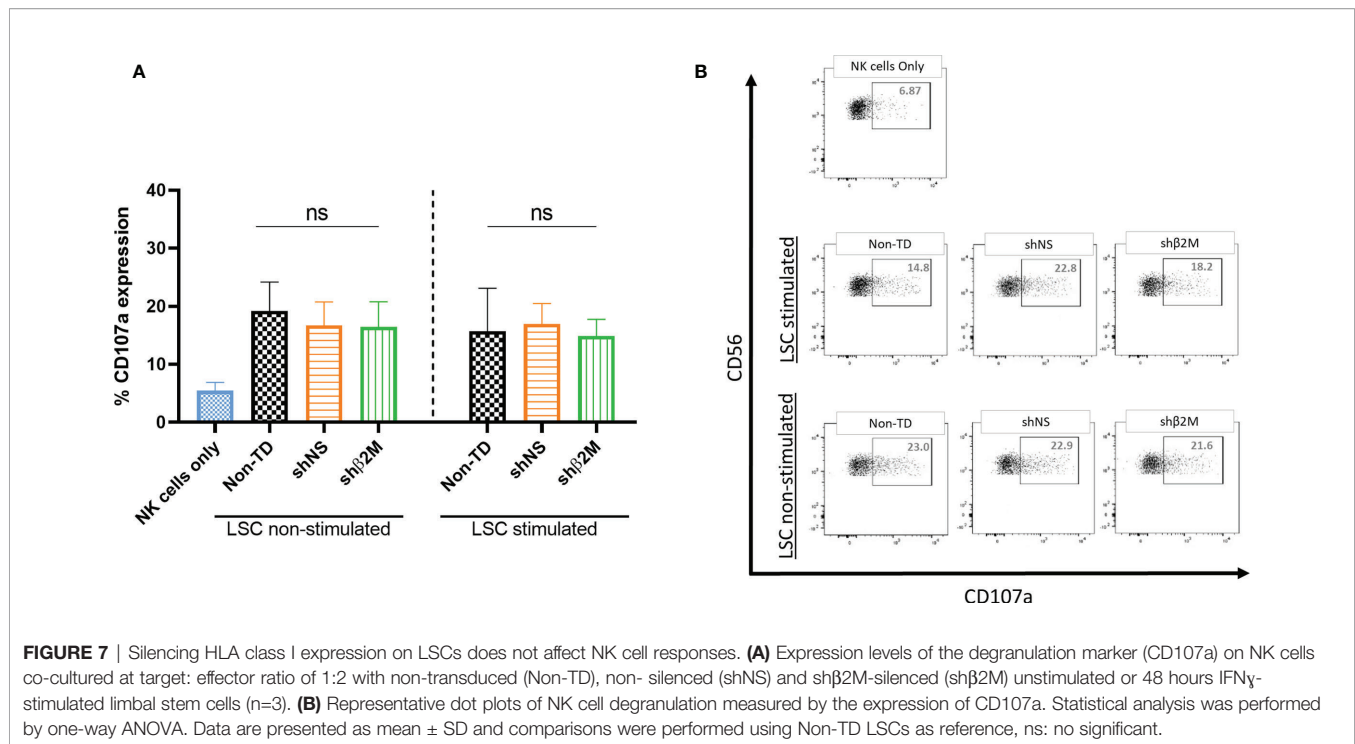 A
% CD107a expression
40
30
20
10
0
ns
ns
NK cells only
Non-TD
shNS
shβ2M
Non-TD
shNS
shβ2M
LSC non-stimulated
LSC stimulated
B
CD56
CD107a
NK cells Only
6.87
LSC stimulated
Non-TD
14.8
shNS
22.8
shβ2M
18.2
LSC non-stimulated
Non-TD
23.0
shNS
22.9
shβ2M
21.6
FIGURE 7 | Silencing HLA class I expression on LSCs does not affect NK cell responses. (A) Expression levels of the degranulation marker (CD107a) on NK cells
co-cultured at target: effector ratio of 1:2 with non-transduced (Non-TD), non- silenced (shNS) and shβ2M-silenced (shβ2M) unstimulated or 48 hours IFNɣ-
stimulated limbal stem cells (n=3). (B) Representative dot plots of NK cell degranulation measured by the expression of CD107a. Statistical analysis was performed
by one-way ANOVA. Data are presented as mean ± SD and comparisons were performed using Non-TD LSCs as reference, ns: no significant.